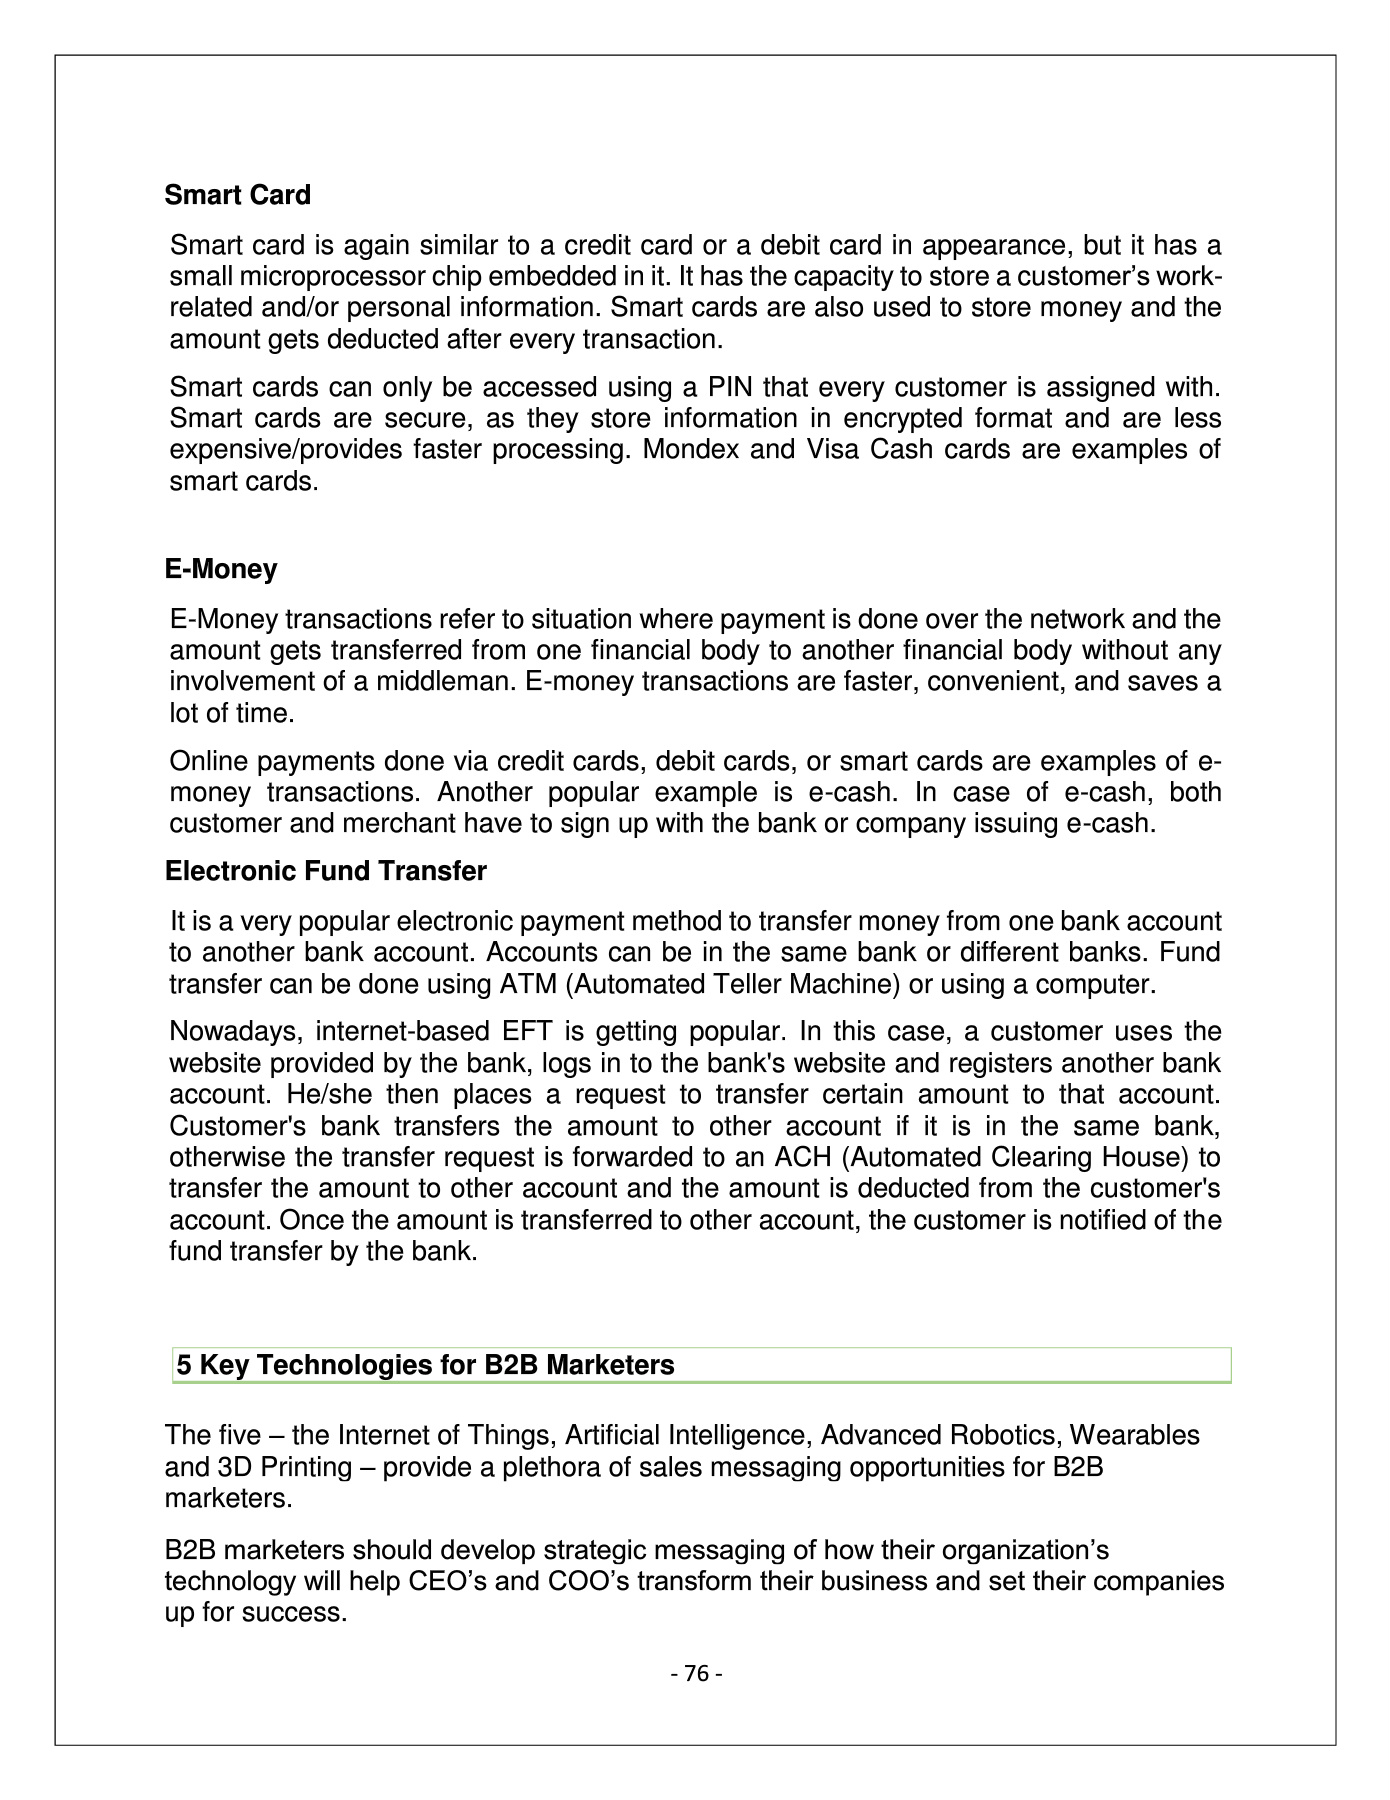 Smart Card
Smart card is again similar to a credit card or a debit card in appearance, but it has a
small microprocessor chip embedded in it. It has the capacity to store a customer’s work-
related and/or personal information. Smart cards are also used to store money and the
amount gets deducted after every transaction.
Smart cards can only be accessed using a PIN that every customer is assigned with.
Smart cards are secure, as they store information in encrypted format and are less
expensive/provides faster processing. Mondex and Visa Cash cards are examples of
smart cards.
E-Money
E-Money transactions refer to situation where payment is done over the network and the
amount gets transferred from one financial body to another financial body without any
involvement of a middleman. E-money transactions are faster, convenient, and saves a
lot of time.
Online payments done via credit cards, debit cards, or smart cards are examples of e-
money transactions. Another popular example is e-cash. In case of e-cash, both
customer and merchant have to sign up with the bank or company issuing e-cash.
Electronic Fund Transfer
It is a very popular electronic payment method to transfer money from one bank account
to another bank account. Accounts can be in the same bank or different banks. Fund
transfer can be done using ATM (Automated Teller Machine) or using a computer.
Nowadays, internet-based EFT is getting popular. In this case, a customer uses the
website provided by the bank, logs in to the bank's website and registers another bank
account. He/she then places a request to transfer certain amount to that account.
Customer's bank transfers the amount to other account if it is in the same bank,
otherwise the transfer request is forwarded to an ACH (Automated Clearing House) to
transfer the amount to other account and the amount is deducted from the customer's
account. Once the amount is transferred to other account, the customer is notified of the
fund transfer by the bank.
5 Key Technologies for B2B Marketers
The five – the Internet of Things, Artificial Intelligence, Advanced Robotics, Wearables
and 3D Printing – provide a plethora of sales messaging opportunities for B2B
marketers.
B2B marketers should develop strategic messaging of how their organization’s
technology will help CEO’s and COO’s transform their business and set their companies
up for success.
- 76 -